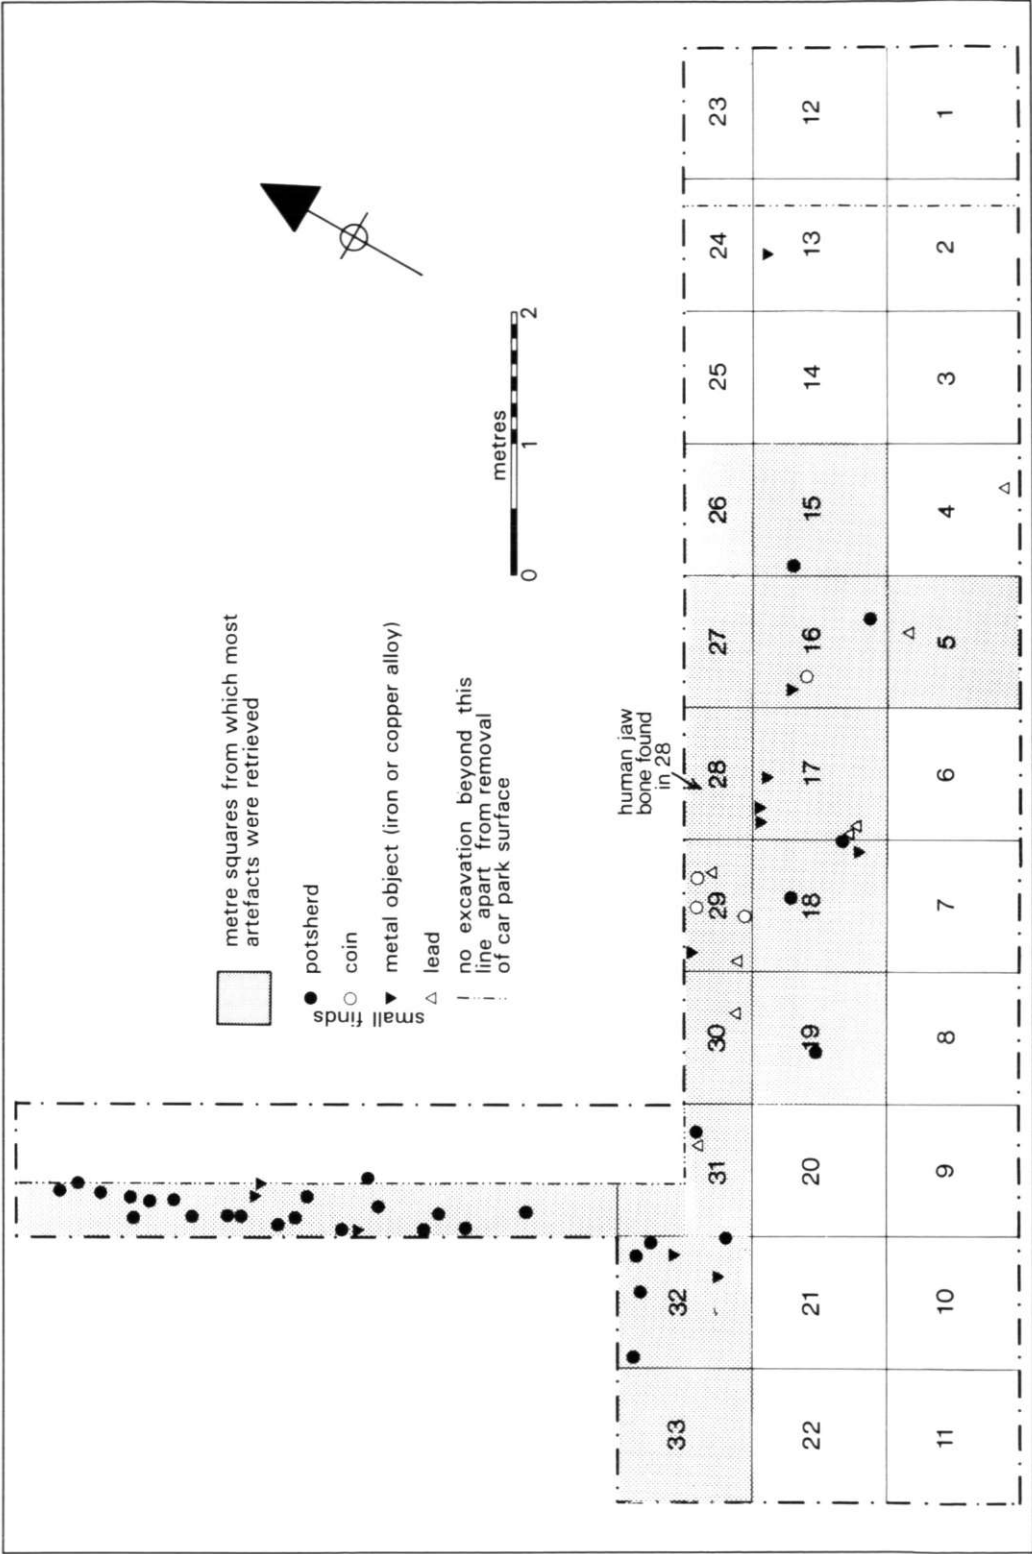 metre squares from which most
artefacts were retrieved
small finds
potsherd
coin
metal object (iron or copper alloy)
lead
no excavation beyond this
line apart from removal
of car park surface
metres
0 1 2
human jaw
bone found
in 28
33 32 31 30 29 28 27 26 25 24 23
22 21 20 19 18 17 16 15 14 13 12
11 10 9 8 7 6 5 4 3 2 1